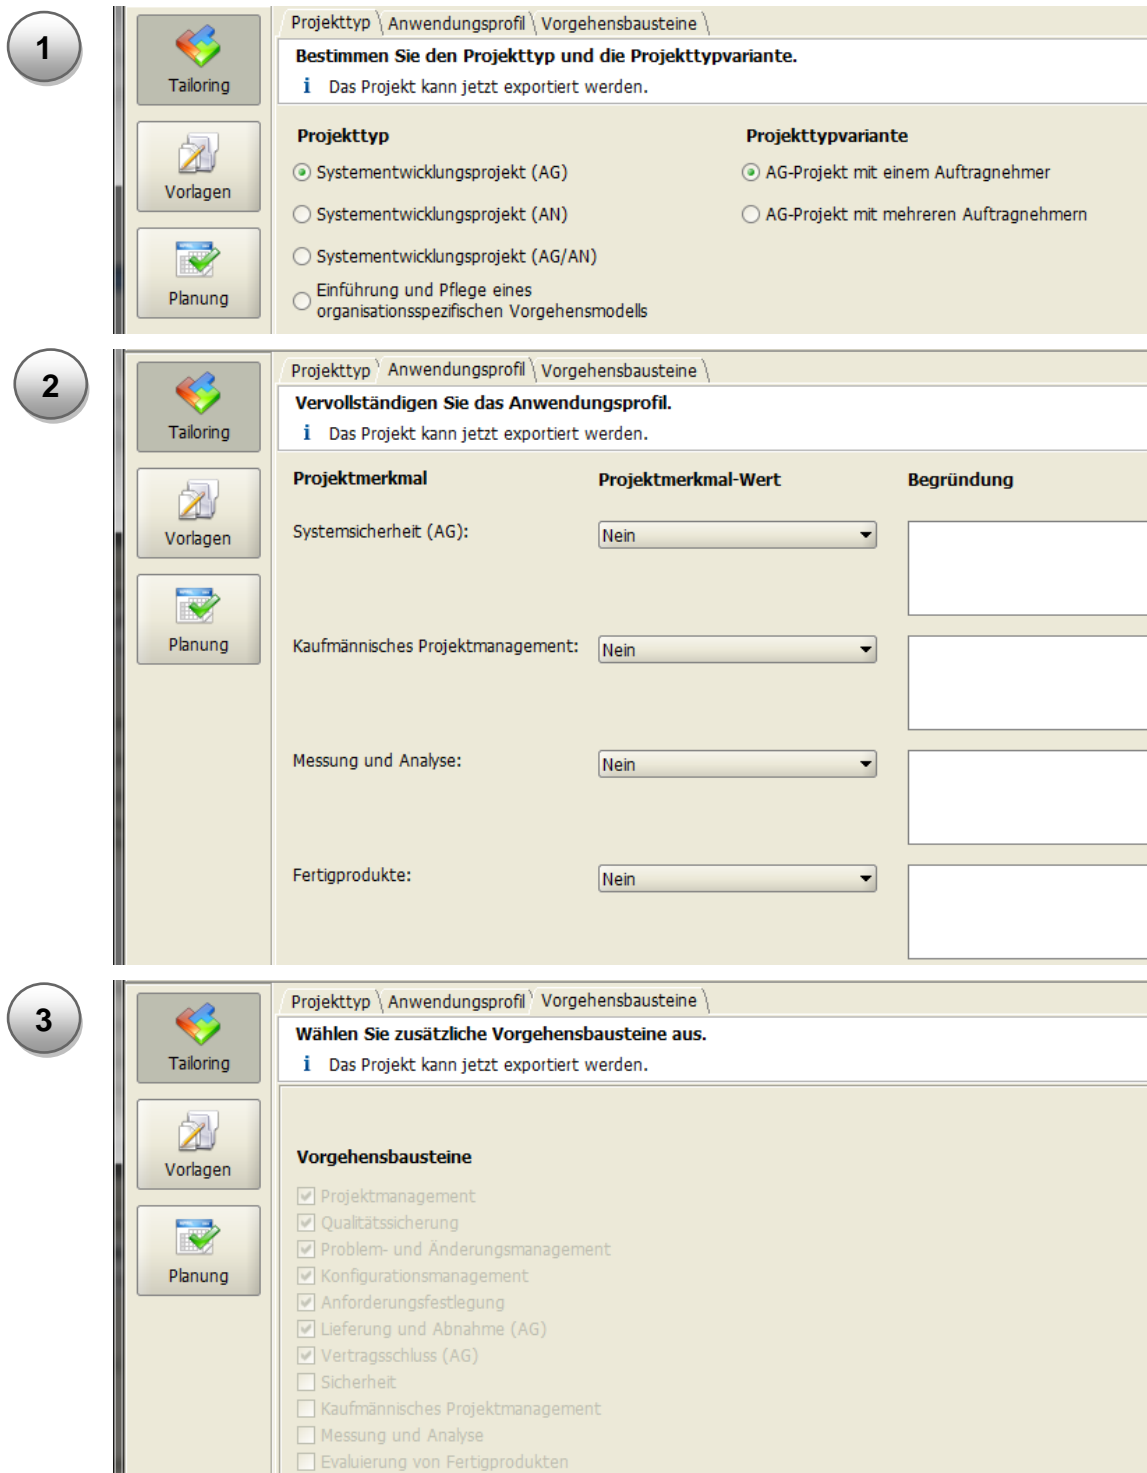 1
Projekttyp Anwendungsprofil Vorgehensbausteine
Bestimmen Sie den Projekttyp und die Projekttypvariante.
i Das Projekt kann jetzt exportiert werden.
Tailoring
Vorlagen
Planung
Projekttyp Projekttypvariante
Systementwicklungsprojekt (AG) AG-Projekt mit einem Auftragnehmer
Systementwicklungsprojekt (AN) AG-Projekt mit mehreren Auftragnehmern
Systementwicklungsprojekt (AG/AN)
Einführung und Pflege eines
organisationsspezifischen Vorgehensmodells
2
Projekttyp Anwendungsprofil Vorgehensbausteine
Vervollständigen Sie das Anwendungsprofil.
i Das Projekt kann jetzt exportiert werden.
Tailoring
Vorlagen
Planung
Projektmerkmal Projektmerkmal-Wert Begründung
Systemsicherheit (AG): Nein
Kaufmännisches Projektmanagement: Nein
Messung und Analyse: Nein
Fertigprodukte: Nein
3
Projekttyp Anwendungsprofil Vorgehensbausteine
Wählen Sie zusätzliche Vorgehensbausteine aus.
i Das Projekt kann jetzt exportiert werden.
Tailoring
Vorlagen
Planung
Vorgehensbausteine
Projektmanagement
Qualitätssicherung
Problem- und Änderungsmanagement
Konfigurationsmanagement
Anforderungsfestlegung
Lieferung und Abnahme (AG)
Vertragsschluss (AG)
Sicherheit
Kaufmännisches Projektmanagement
Messung und Analyse
Evaluierung von Fertigprodukten